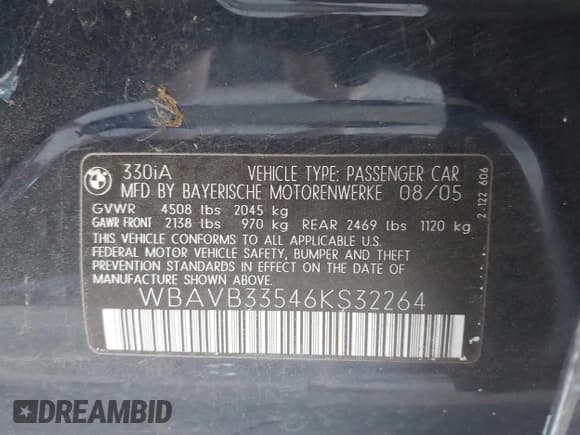 330iA VEHICLE TYPE: PASSENGER CAR
MFD BY BAYERISCHE MOTORENWERKE 08/05
GVWR 4508 lbs 2045 kg
GAWR FRONT 2138 lbs 970 kg REAR 2469 lbs 1120 kg
THIS VEHICLE CONFORMS TO ALL APPLICABLE U.S.
FEDERAL MOTOR VEHICLE SAFETY, BUMPER AND THEFT
PREVENTION STANDARDS IN EFFECT ON THE DATE OF
MANUFACTURE SHOWN ABOVE.
WBAVB33546KS32264
2.122 606
DREAMBID